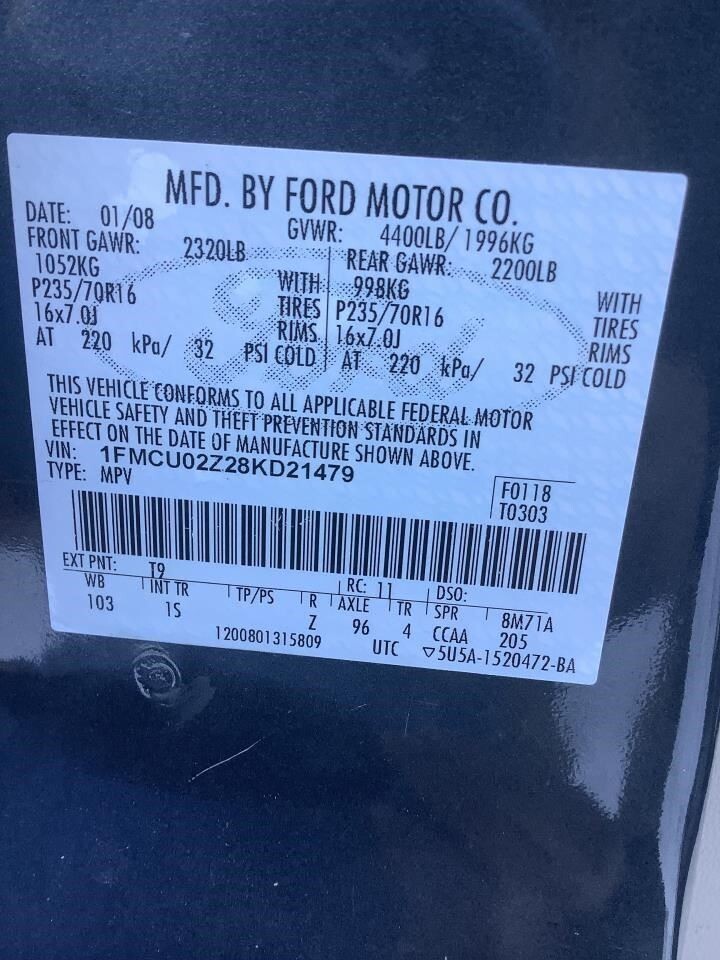 MFD. BY FORD MOTOR CO.
DATE: 01/08 GVWR: 4400LB/ 1996KG
FRONT GAWR: 2320LB REAR GAWR: 2200LB
1052KG WITH 998KG WITH
P235/70R16 TIRES P235/70R16 TIRES
16x7.0J RIMS 16x7.0J RIMS
AT 220 kPa/ 32 PSI COLD AT 220 kPa/ 32 PSI COLD
THIS VEHICLE CONFORMS TO ALL APPLICABLE FEDERAL MOTOR
VEHICLE SAFETY AND THEFT PREVENTION STANDARDS IN
EFFECT ON THE DATE OF MANUFACTURE SHOWN ABOVE.
VIN: 1FMCU02Z28KD21479
TYPE: MPV
F0118
T0303
EXT PNT: T9 RC: 11 DSO:
WB INT TR TP/PS R AXLE TR SPR 8M71A
103 1S Z 96 4 CCAA 205
1200801315809 UTC ▽5U5A-1520472-BA
Ford